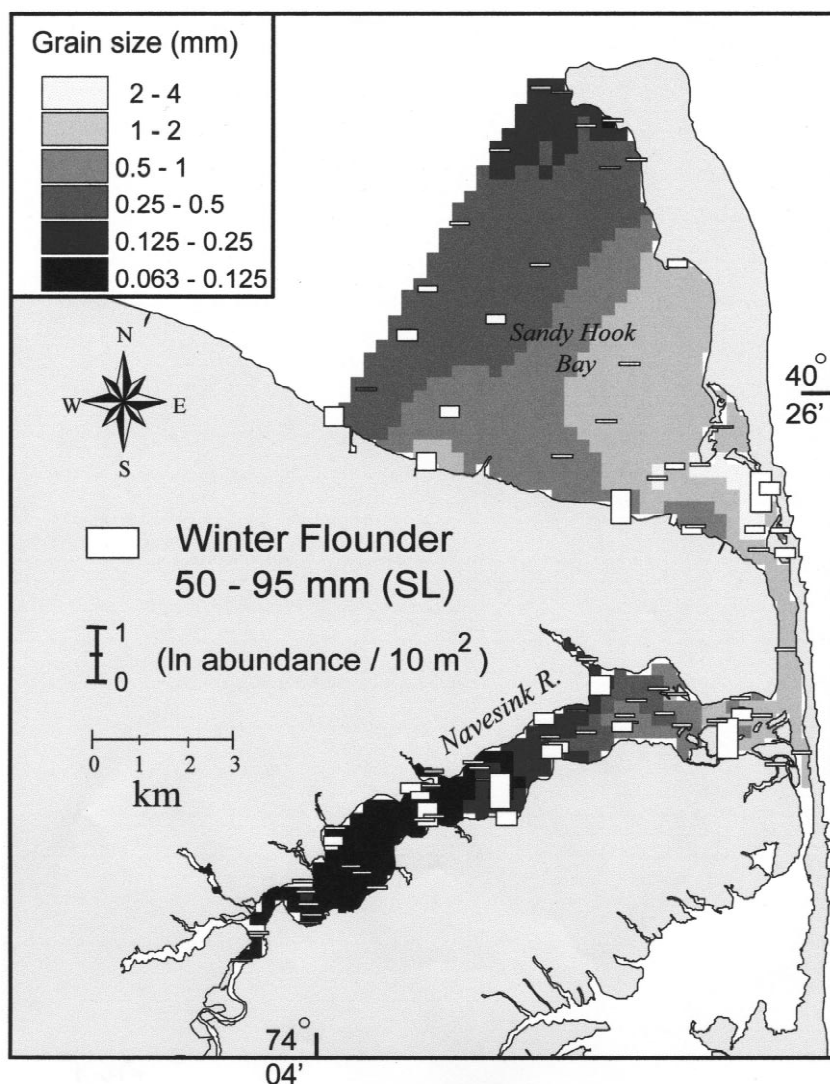 Grain size (mm)
2 - 4
1 - 2
0.5 - 1
0.25 - 0.5
0.125 - 0.25
0.063 - 0.125
Sandy Hook
Bay
N
W E
S
40°
26'
Winter Flounder
50 - 95 mm (SL)
1
0
(ln abundance / 10 m²)
Navesink R.
0 1 2 3
km
74°
04'